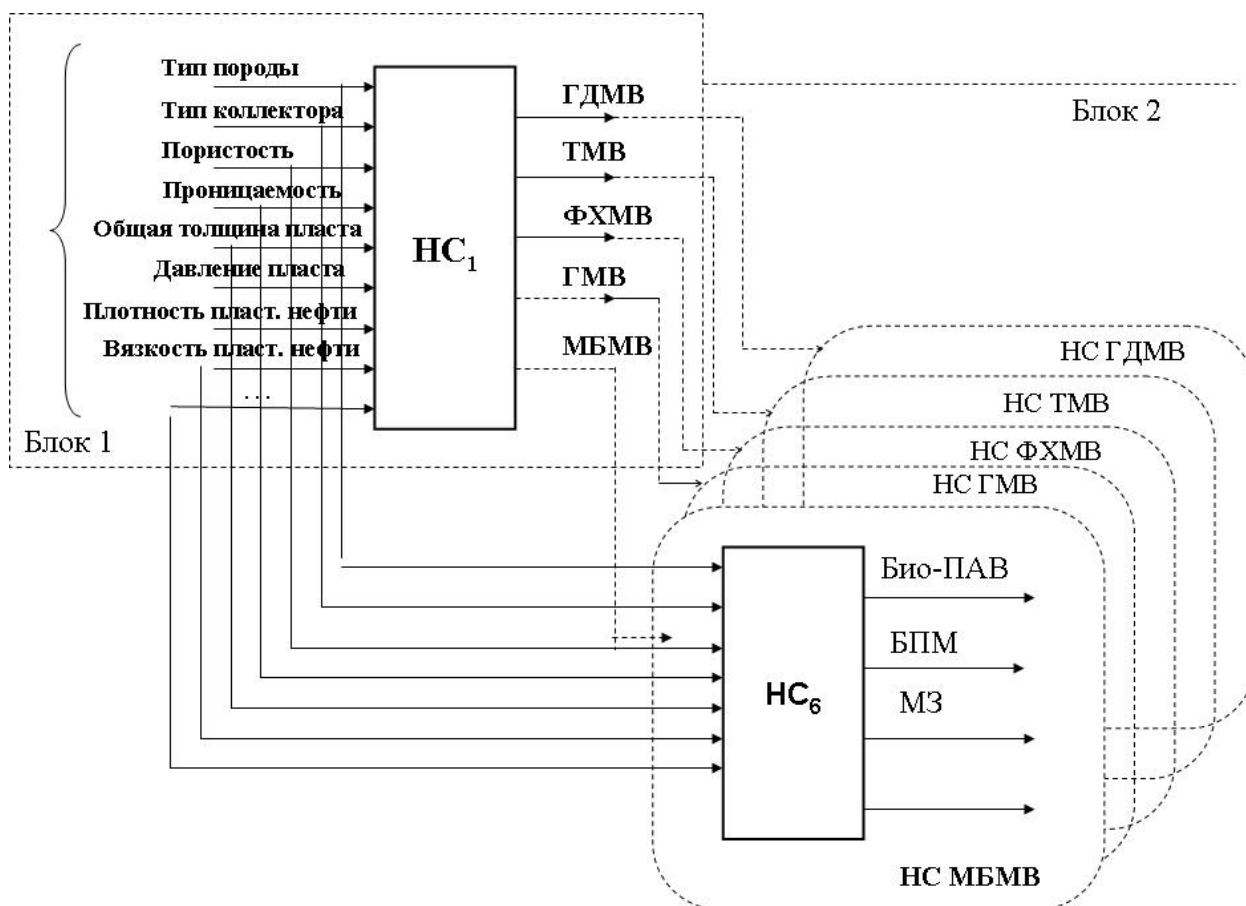 Тип породы
Тип коллектора
Пористость
Проницаемость
Общая толщина пласта
Давление пласта
Плотность пласт. нефти
Вязкость пласт. нефти
...
Блок 1
НС1
ГДМВ
ТМВ
ФХМВ
ГМВ
МБМВ
Блок 2
НС ГДМВ
НС ТМВ
НС ФХМВ
НС ГМВ
НС6
Био-ПАВ
БПМ
МЗ
НС МБМВ